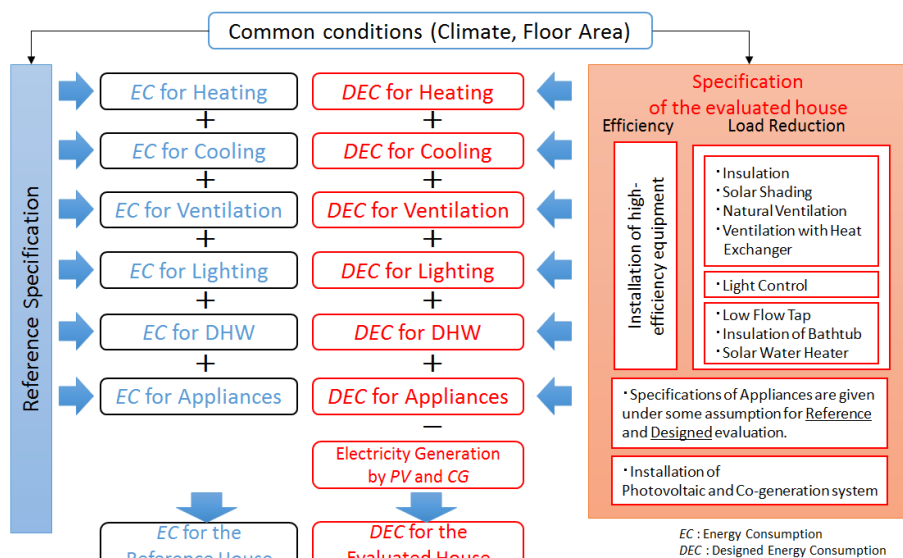 Common conditions (Climate, Floor Area)
Reference Specification
EC for Heating
+
EC for Cooling
+
EC for Ventilation
+
EC for Lighting
+
EC for DHW
+
EC for Appliances
EC for the
Reference House
DEC for Heating
+
DEC for Cooling
+
DEC for Ventilation
+
DEC for Lighting
+
DEC for DHW
+
DEC for Appliances
−
Electricity Generation
by PV and CG
DEC for the
Evaluated House
Specification
of the evaluated house
Efficiency
Load Reduction
Installation of high-
efficiency equipment
・Insulation
・Solar Shading
・Natural Ventilation
・Ventilation with Heat
Exchanger
・Light Control
・Low Flow Tap
・Insulation of Bathtub
・Solar Water Heater
・Specifications of Appliances are given
under some assumption for Reference
and Designed evaluation.
・Installation of
Photovoltaic and Co-generation system
EC : Energy Consumption
DEC : Designed Energy Consumption